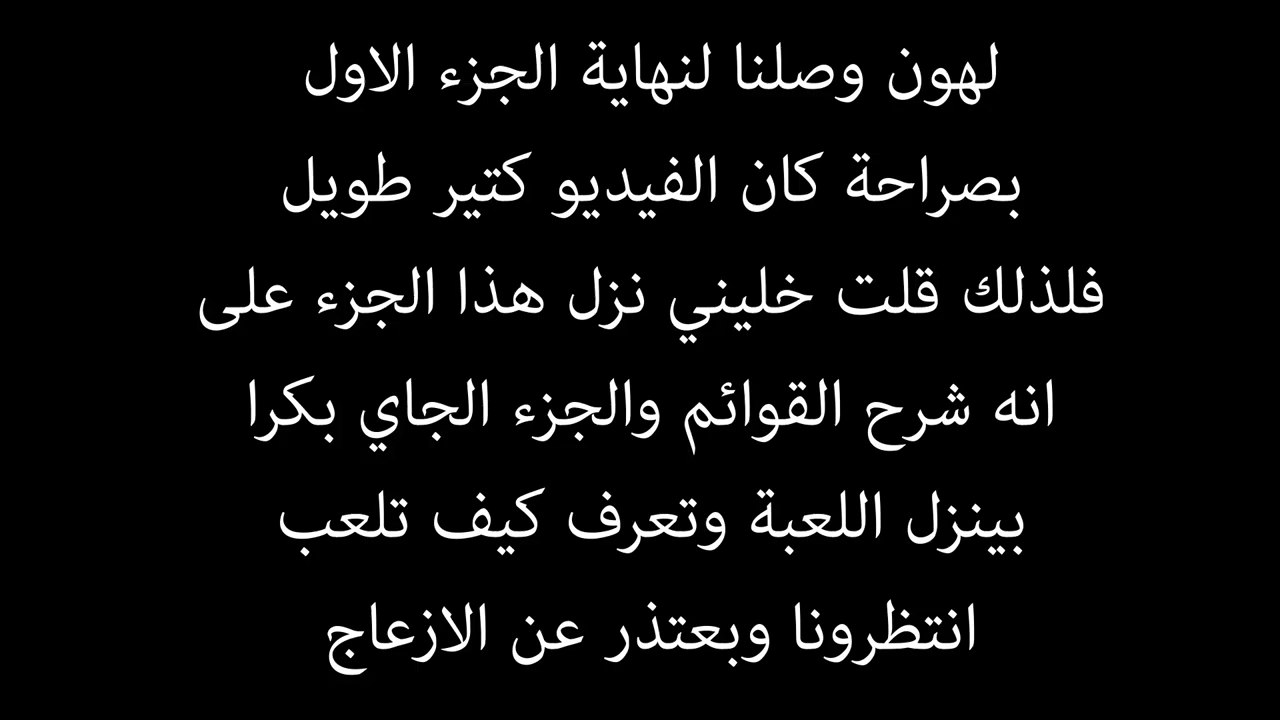 لهون وصلنا لنهاية الجزء الاول
بصراحة كان الفيديو كتير طويل
فلذلك قلت خليني نزل هذا الجزء على
انه شرح القوائم والجزء الجاي بكرا
بينزل اللعبة وتعرف كيف تلعب
انتظرونا وبعتذر عن الازعاج